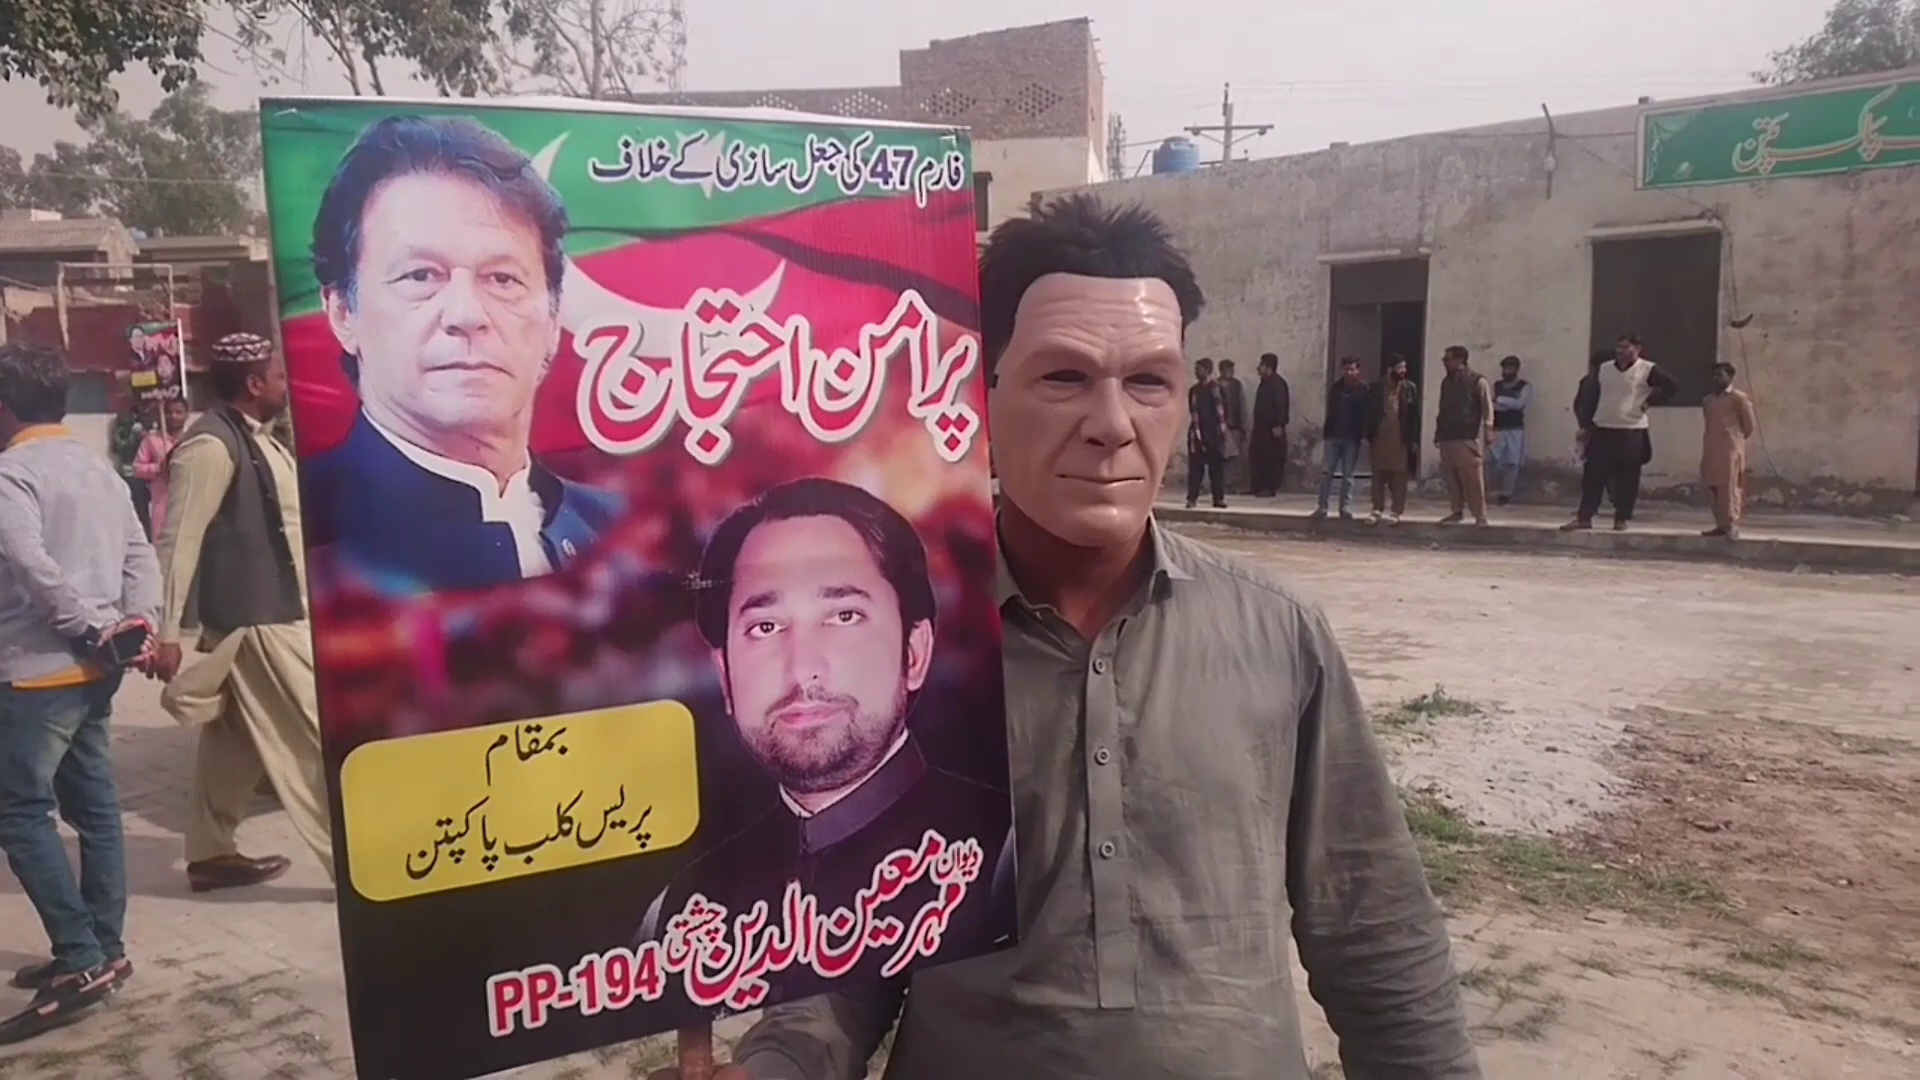 فارم 47 کی جعل سازی کے خلاف
پرامن احتجاج
بمقام
پریس کلب پاکپتن
دیوان
مہر معین الدین چشتی
PP-194
پاکپتن